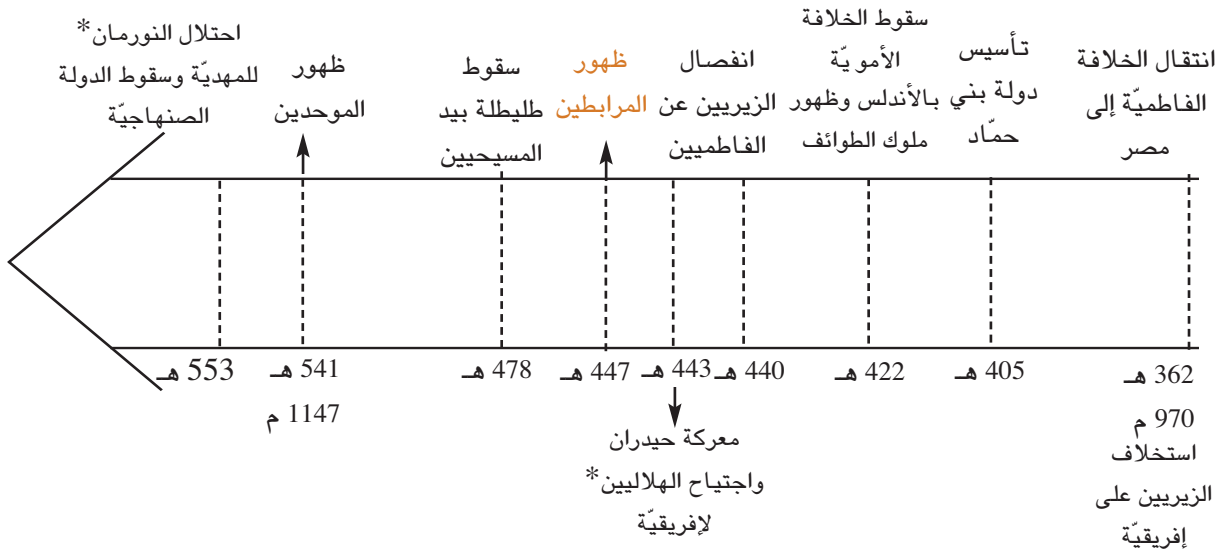 انتقال الخلافة
الفاطميّة إلى
مصر
تأسيس
دولة بني
حمّاد
سقوط الخلافة
الأمويّة
بالأندلس وظهور
ملوك الطوائف
انفصال
الزيريين عن
الفاطميين
ظهور
المرابطين
سقوط
طليطلة بيد
المسيحيين
ظهور
الموحدين
احتلال النورمان*
للمهديّة وسقوط الدولة
الصنهاجيّة
362 هـ
970 م
استخلاف
الزيريين على
إفريقيّة
405 هـ
422 هـ
440 هـ
443 هـ
معركة حيدران
واجتياح الهلاليين*
لإفريقيّة
447 هـ
478 هـ
541 هـ
1147 م
553 هـ